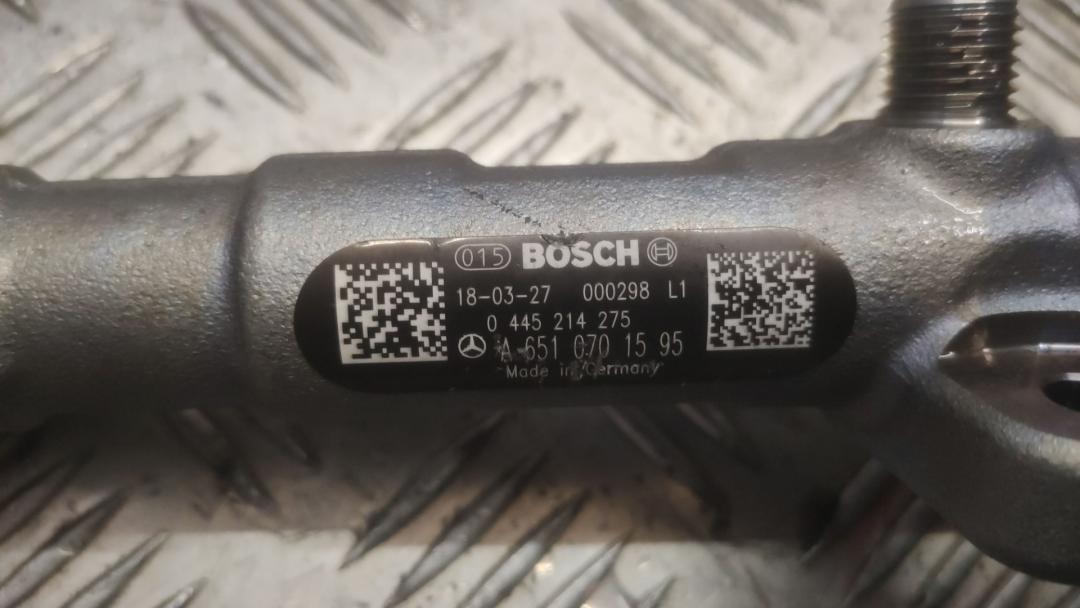 015 BOSCH
18-03-27 000298 L1
0 445 214 275
A 651 070 15 95
Made in Germany